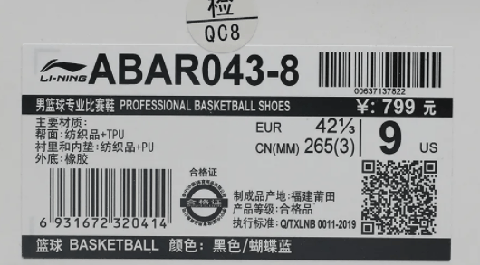 检
QC8
LI-NING
ABAR043-8
00637137822
男篮球专业比赛鞋 PROFESSIONAL BASKETBALL SHOES
¥: 799 元
主要材质:
帮面: 纺织品+TPU
衬里和内垫: 纺织品+PU
外底: 橡胶
EUR 42⅓
CN(MM) 265(3)
9 US
6 931672 320414
合格证
合格证
制成品产地: 福建莆田
产品等级: 合格品
执行标准: Q/TXLNB 0011-2019
篮球 BASKETBALL 颜色: 黑色/蝴蝶蓝